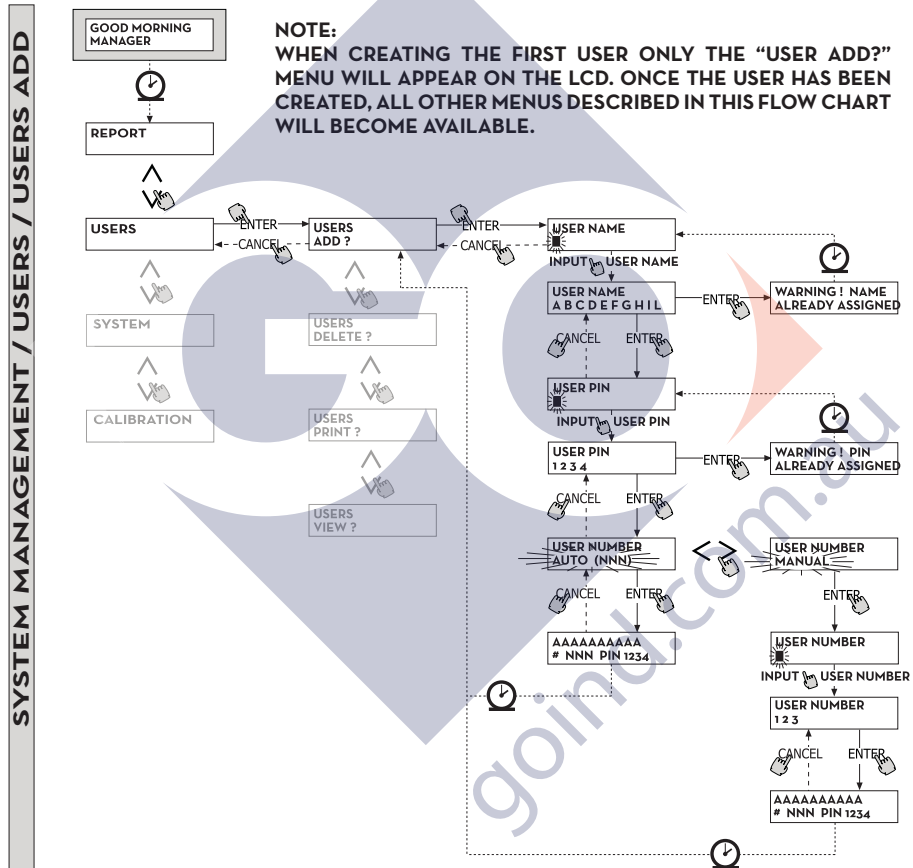 SYSTEM MANAGEMENT / USERS / USERS ADD
GOOD MORNING
MANAGER
NOTE:
WHEN CREATING THE FIRST USER ONLY THE “USER ADD?”
MENU WILL APPEAR ON THE LCD. ONCE THE USER HAS BEEN
CREATED, ALL OTHER MENUS DESCRIBED IN THIS FLOW CHART
WILL BECOME AVAILABLE.
REPORT
USERS
ENTER
CANCEL
USERS
ADD ?
ENTER
CANCEL
USER NAME
INPUT USER NAME
USER NAME
A B C D E F G H I L
ENTER
WARNING ! NAME
ALREADY ASSIGNED
CANCEL ENTER
SYSTEM
USERS
DELETE ?
CALIBRATION
USERS
PRINT ?
USERS
VIEW ?
USER PIN
INPUT USER PIN
USER PIN
1 2 3 4
ENTER
WARNING ! PIN
ALREADY ASSIGNED
CANCEL ENTER
USER NUMBER
AUTO (NNN)
USER NUMBER
MANUAL
CANCEL ENTER
ENTER
AAAAAAAAAA
# NNN PIN 1234
USER NUMBER
INPUT USER NUMBER
USER NUMBER
1 2 3
CANCEL ENTER
AAAAAAAAAA
# NNN PIN 1234
GO
goind.com.au